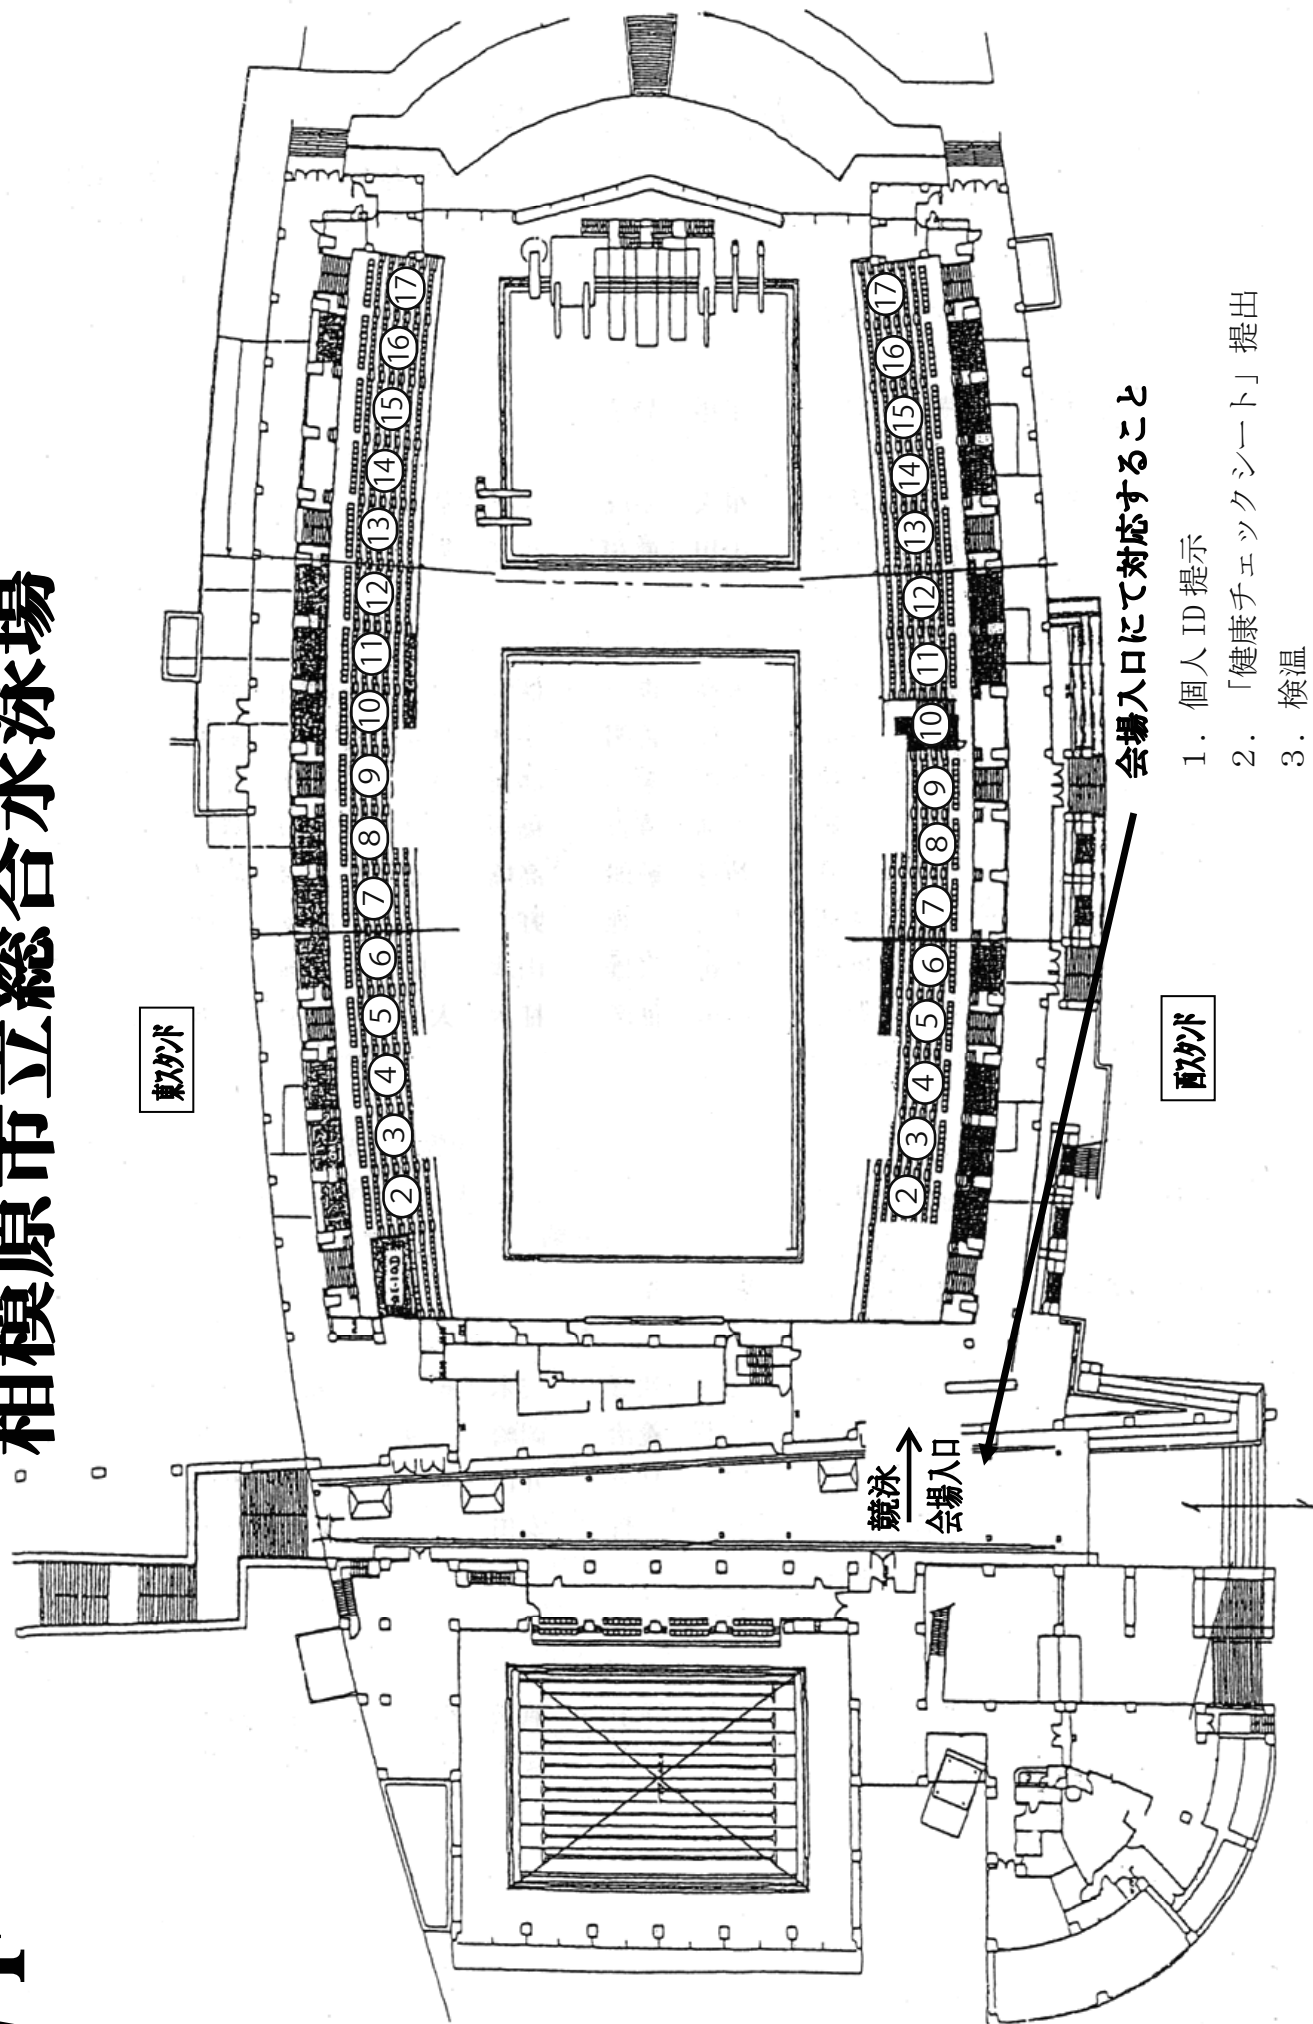 相模原市立総合水泳場
東スタンド
2 3 4 5 6 7 8 9 10 11 12 13 14 15 16 17
2 3 4 5 6 7 8 9 10 11 12 13 14 15 16 17
西スタンド
競泳
会場入口
会場入口にて対応すること
1. 個人 ID 提示
2. 「健康チェックシート」提出
3. 検温